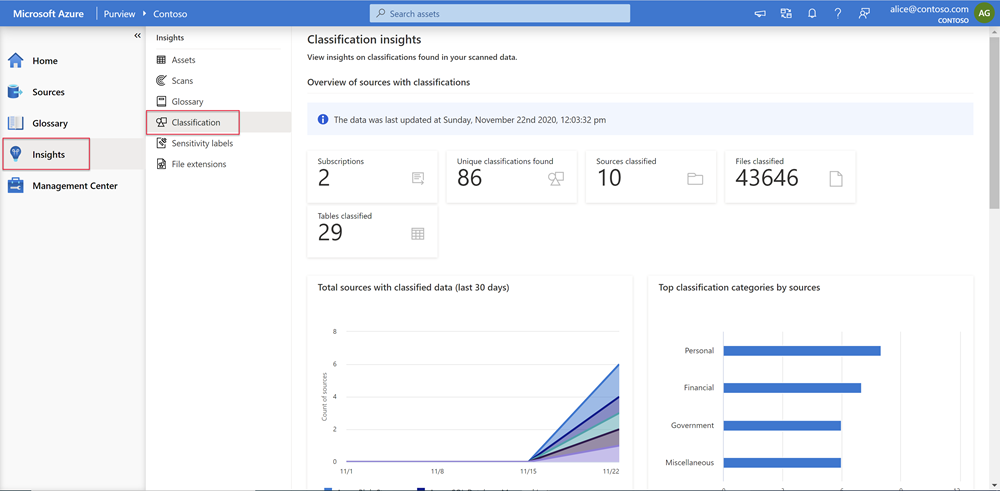 Microsoft Azure
Purview
Contoso
Search assets
alice@contoso.com
CONTOSO
AG
Home
Sources
Glossary
Insights
Management Center
Insights
Assets
Scans
Glossary
Classification
Sensitivity labels
File extensions
Classification insights
View insights on classifications found in your scanned data.
Overview of sources with classifications
The data was last updated at Sunday, November 22nd 2020, 12:03:32 pm
Subscriptions
2
Unique classifications found
86
Sources classified
10
Files classified
43646
Tables classified
29
Total sources with classified data (last 30 days)
Count of sources
8
6
4
2
0
11/1
11/8
11/15
11/22
Top classification categories by sources
Personal
Financial
Government
Miscellaneous